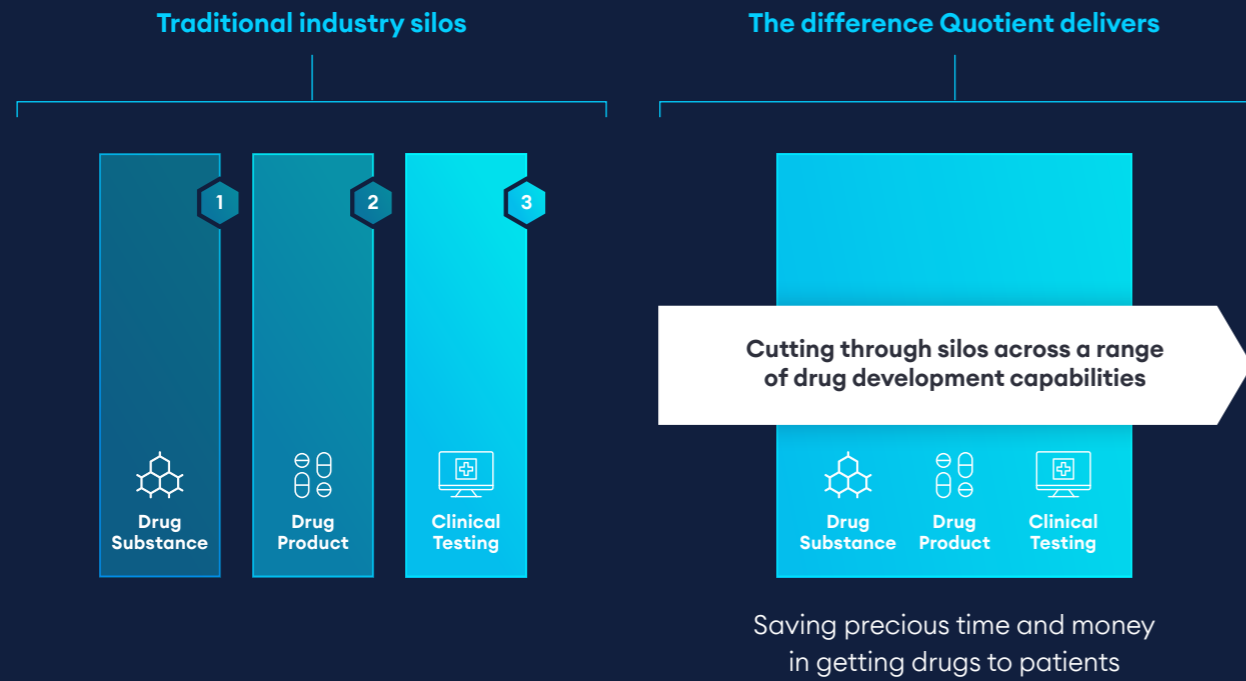 Traditional industry silos
1
2
3
Drug
Substance
Drug
Product
Clinical
Testing
The difference Quotient delivers
Cutting through silos across a range
of drug development capabilities
Drug
Substance
Drug
Product
Clinical
Testing
Saving precious time and money
in getting drugs to patients